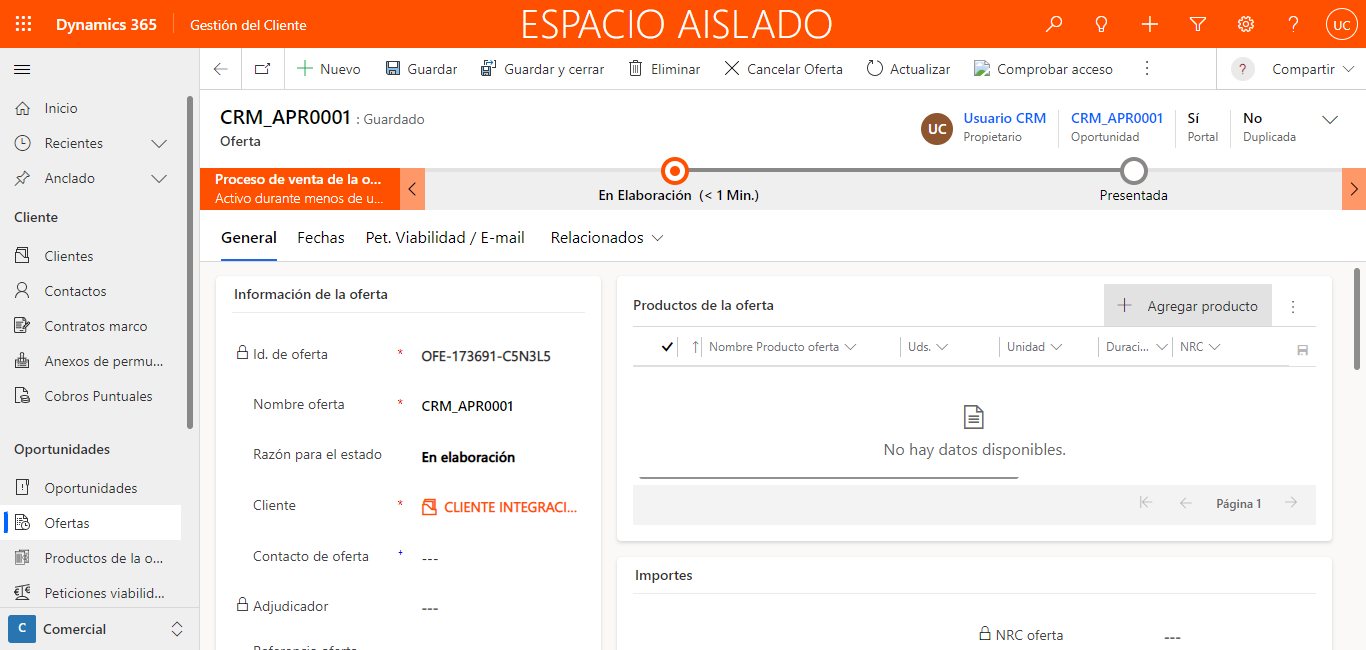 Dynamics 365
Gestión del Cliente
ESPACIO AISLADO
?
UC
Nuevo
Guardar
Guardar y cerrar
Eliminar
Cancelar Oferta
Actualizar
Comprobar acceso
?
Compartir
Inicio
Recientes
Anclado
Cliente
Clientes
Contactos
Contratos marco
Anexos de permu...
Cobros Puntuales
Oportunidades
Oportunidades
Ofertas
Productos de la o...
Peticiones viabilid...
C
Comercial
CRM_APR0001 : Guardado
Oferta
UC
Usuario CRM
Propietario
CRM_APR0001
Oportunidad
Sí
Portal
No
Duplicada
Proceso de venta de la o...
Activo durante menos de u...
En Elaboración (< 1 Min.)
Presentada
General
Fechas
Pet. Viabilidad / E-mail
Relacionados
Información de la oferta
Id. de oferta * OFE-173691-C5N3L5
Nombre oferta * CRM_APR0001
Razón para el estado En elaboración
Cliente * CLIENTE INTEGRACI...
Contacto de oferta + ---
Adjudicador ---
Referencia oferta
Productos de la oferta
Agregar producto
Nombre Producto oferta
Uds.
Unidad
Duraci...
NRC
No hay datos disponibles.
Página 1
Importes
NRC oferta ---